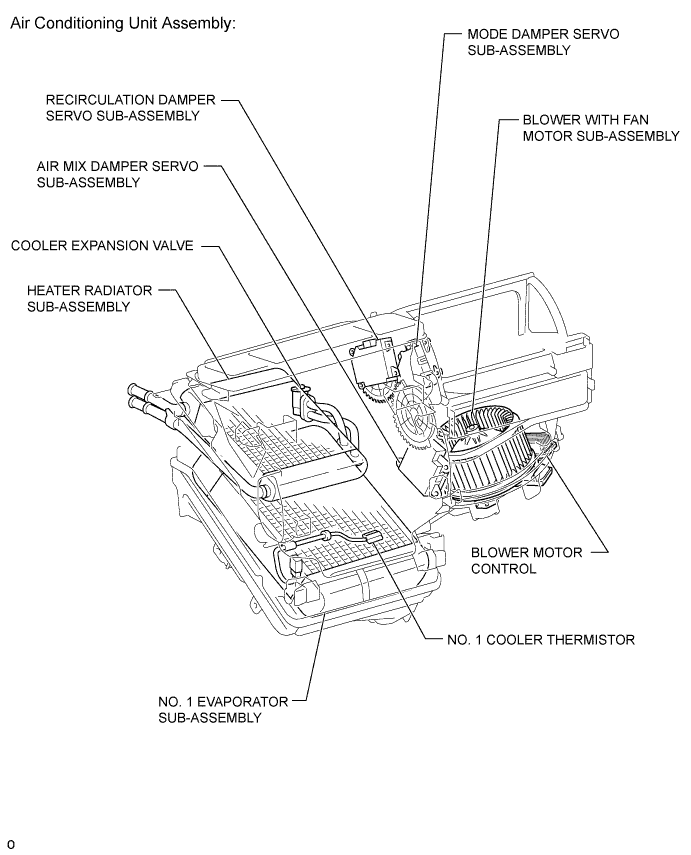 Air Conditioning Unit Assembly:
MODE DAMPER SERVO
SUB-ASSEMBLY
RECIRCULATION DAMPER
SERVO SUB-ASSEMBLY
BLOWER WITH FAN
MOTOR SUB-ASSEMBLY
AIR MIX DAMPER SERVO
SUB-ASSEMBLY
COOLER EXPANSION VALVE
HEATER RADIATOR
SUB-ASSEMBLY
BLOWER MOTOR
CONTROL
NO. 1 COOLER THERMISTOR
NO. 1 EVAPORATOR
SUB-ASSEMBLY
O